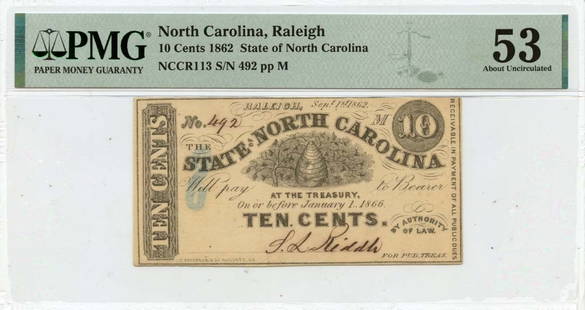 PMG
PAPER MONEY GUARANTY
North Carolina, Raleigh
10 Cents 1862 State of North Carolina
NCCR113 S/N 492 pp M
53
About Uncirculated
RALEIGH, Sept. 1st 1862.
No. 492
M
10
THE
STATE OF NORTH CAROLINA
Will pay to Bearer
AT THE TREASURY,
On or before January 1. 1866.
TEN. CENTS.
BY AUTHORITY
OF LAW.
FOR PUB. TREAS.
TEN CENTS
RECEIVABLE IN PAYMENT OF ALL PUBLIC DUES